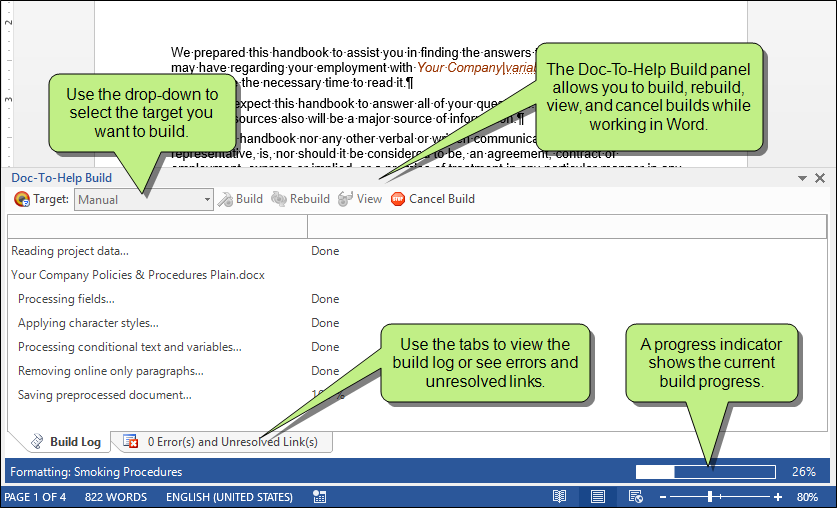 2
3
We·prepared·this·handbook·to·assist·you·in·finding·the·answers·
may·have·regarding·your·employment·with·Your·Company|varia
the·necessary·time·to·read·it.¶
expect·this·handbook·to·answer·all·of·your·que
sources·also·will·be·a·major·source·of·information.¶
handbook·nor·any·other·verbal·or·written·communica
representative,·is,·nor·should·it·be·considered·to·be,·an·agreement,·contract·of·
Use the drop-down to
select the target you
want to build.
The Doc-To-Help Build panel
allows you to build, rebuild,
view, and cancel builds while
working in Word.
Doc-To-Help Build
Target: Manual Build Rebuild View STOP Cancel Build
Reading project data... Done
Your Company Policies & Procedures Plain.docx
Processing fields... Done
Applying character styles... Done
Processing conditional text and variables... Done
Removing online only paragraphs... Done
Saving preprocessed document... %
Use the tabs to view the
build log or see errors and
unresolved links.
A progress indicator
shows the current
build progress.
Build Log 0 Error(s) and Unresolved Link(s)
Formatting: Smoking Procedures 26%
PAGE 1 OF 4 822 WORDS ENGLISH (UNITED STATES) 80%